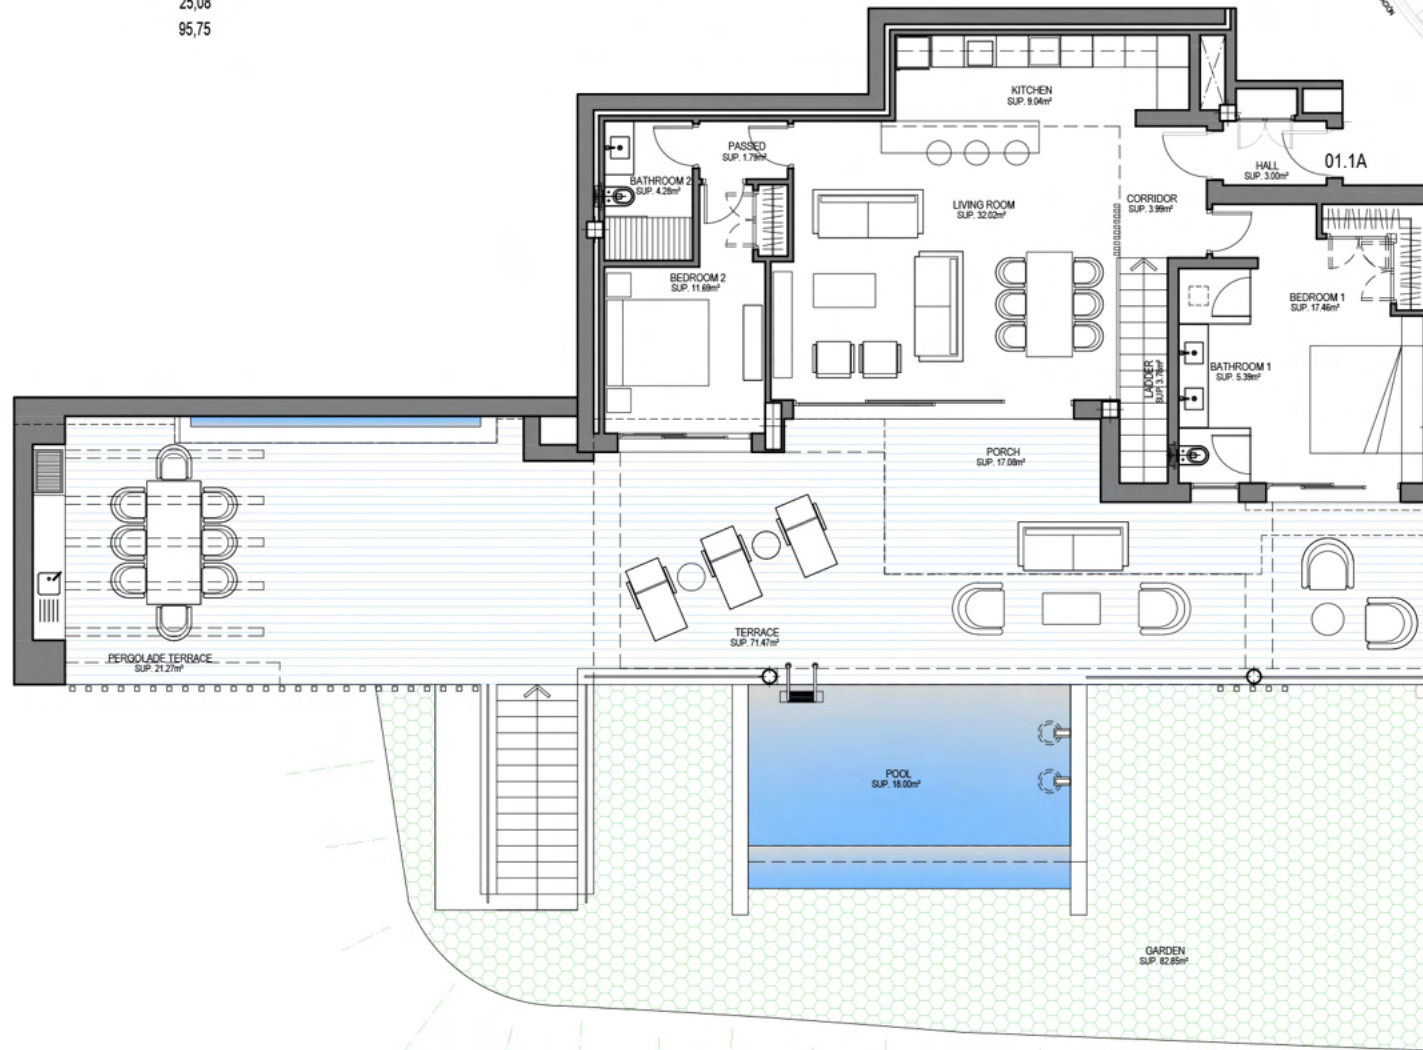 25,08
95,75
KITCHEN
SUP. 9.04m²
PASSED
SUP. 1.79m²
BATHROOM 2
SUP. 4.28m²
HALL
SUP. 3.00m²
01.1A
LIVING ROOM
SUP. 32.02m²
CORRIDOR
SUP. 3.99m²
BEDROOM 2
SUP. 11.69m²
BEDROOM 1
SUP. 17.46m²
BATHROOM 1
SUP. 5.39m²
LADDER
SUP. 3.76m²
PORCH
SUP. 17.08m²
TERRACE
SUP. 71.47m²
PERGOLADE TERRACE
SUP. 21.27m²
POOL
SUP. 18.00m²
GARDEN
SUP. 82.85m²